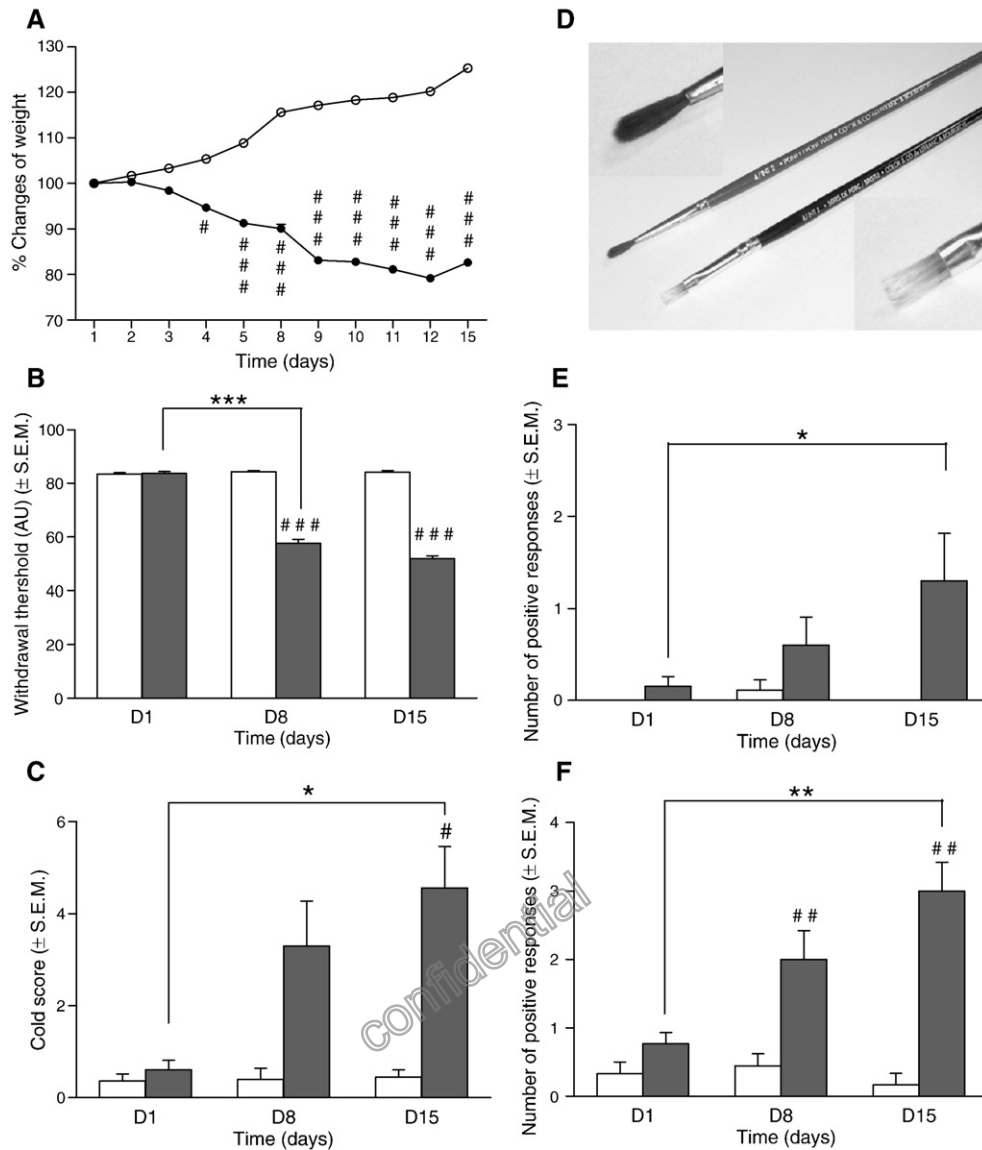 A
130
120
110
100
90
80
70
% Changes of weight
#
# # #
# # #
# # #
# # #
# # #
# # #
# # #
1 2 3 4 5 8 9 10 11 12 15
Time (days)
B
***
100
80
60
40
20
0
Withdrawal thershold (AU) (± S.E.M.)
# # #
# # #
D1 D8 D15
Time (days)
C
*
6
4
2
0
Cold score (± S.E.M.)
#
D1 D8 D15
Time (days)
D
E
*
3
2
1
0
Number of positive responses (± S.E.M.)
D1 D8 D15
Time (days)
F
**
4
3
2
1
0
Number of positive responses (± S.E.M.)
# #
# #
D1 D8 D15
Time (days)
confidential